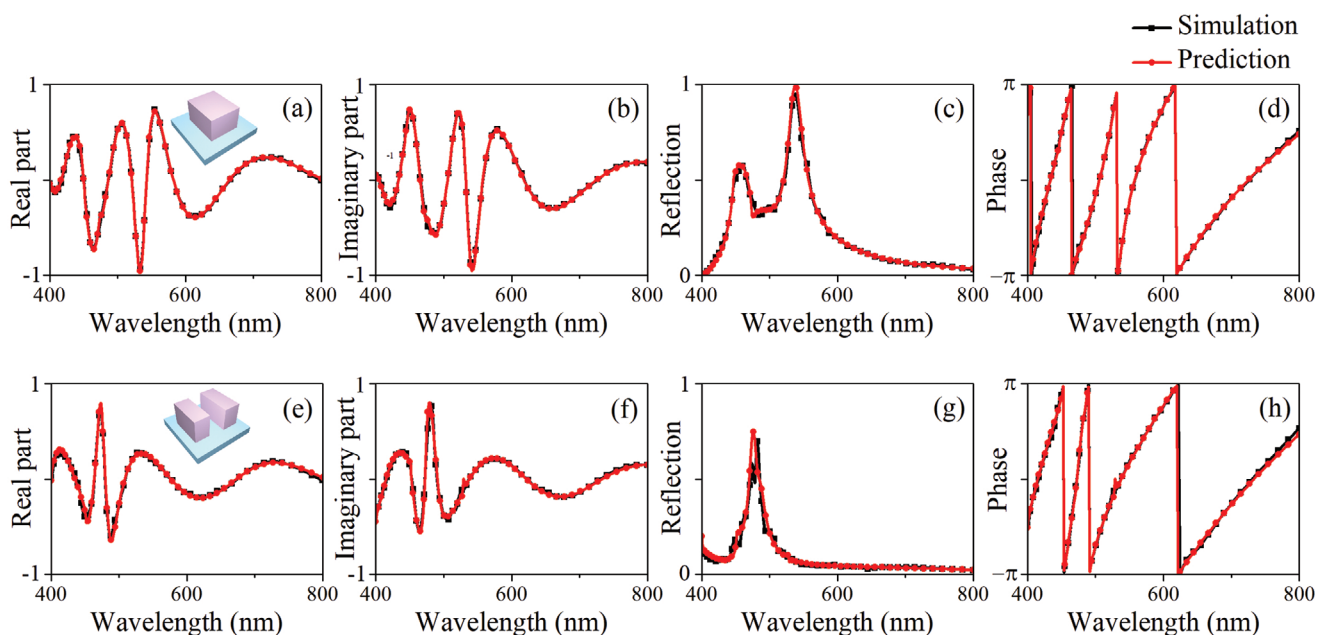 Simulation
Prediction
1
-1
Real part
(a)
400
600
800
Wavelength (nm)
1
-1
-1
Imaginary part
(b)
400
600
800
Wavelength (nm)
1
0
Reflection
(c)
400
600
800
Wavelength (nm)
π
−π
Phase
(d)
400
600
800
Wavelength (nm)
1
-1
Real part
(e)
400
600
800
Wavelength (nm)
1
-1
Imaginary part
(f)
400
600
800
Wavelength (nm)
1
0
Reflection
(g)
400
600
800
Wavelength (nm)
π
−π
Phase
(h)
400
600
800
Wavelength (nm)